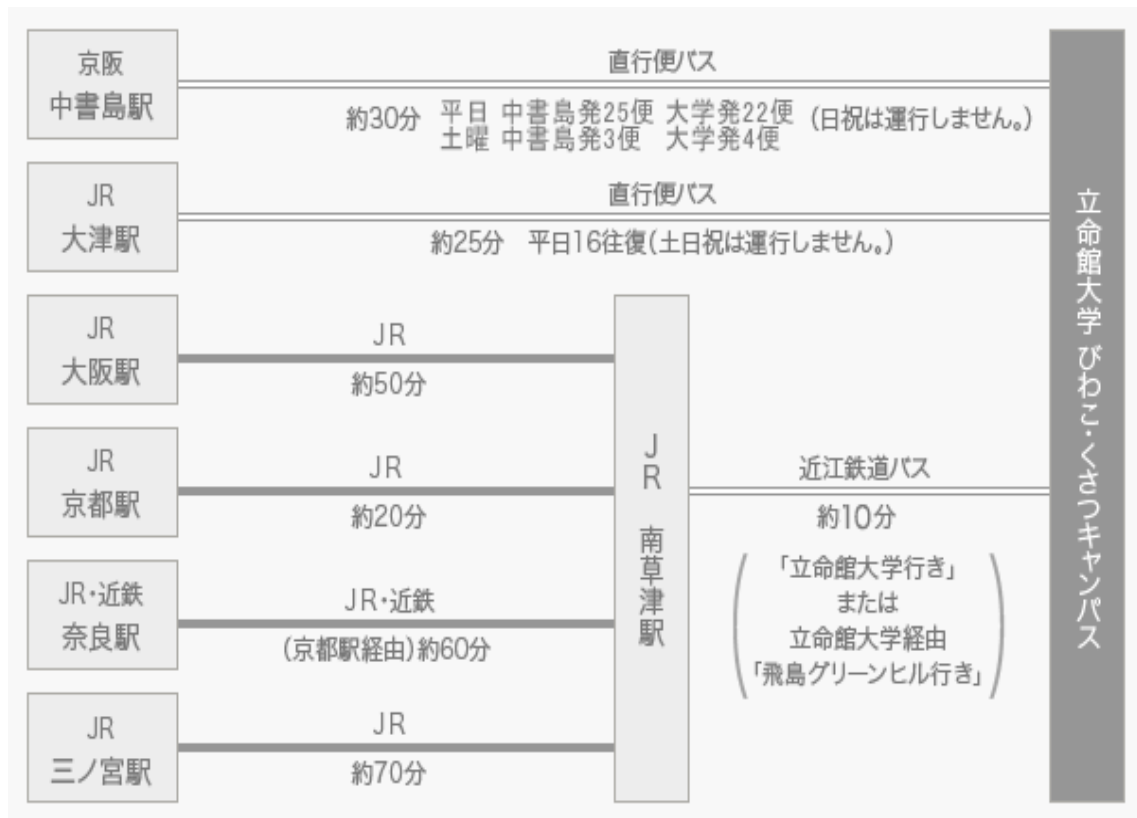 京阪
中書島駅
直行便バス
約30分 平日 中書島発25便 大学発22便 (日祝は運行しません。)
土曜 中書島発3便 大学発4便
JR
大津駅
直行便バス
約25分 平日16往復(土日祝は運行しません。)
JR
大阪駅
JR
約50分
JR
京都駅
JR
約20分
JR・近鉄
奈良駅
JR・近鉄
(京都駅経由)約60分
JR
三ノ宮駅
JR
約70分
JR 南草津駅
近江鉄道バス
約10分
「立命館大学行き」
または
立命館大学経由
「飛島グリーンヒル行き」
立命館大学 びわこ・くさつキャンパス